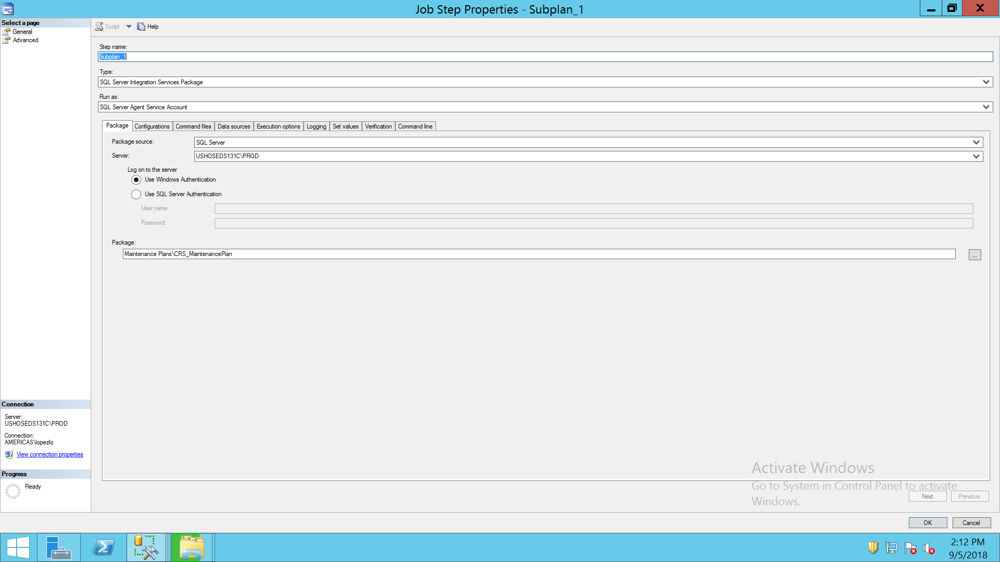 Job Step Properties - Subplan_1
Select a page
General
Advanced
Script
Help
Step name:
Subplan_1
Type:
SQL Server Integration Services Package
Run as:
SQL Server Agent Service Account
Package
Configurations
Command files
Data sources
Execution options
Logging
Set values
Verification
Command line
Package source:
SQL Server
Server:
USHOSEDS131C\PROD
Log on to the server
Use Windows Authentication
Use SQL Server Authentication
User name:
Password:
Package:
Maintenance Plans\CRS_MaintenancePlan
...
Connection
Server:
USHOSEDS131C\PROD
Connection:
AMERICAS\lopezliz
View connection properties
Progress
Ready
Activate Windows
Go to System in Control Panel to activate
Windows.
Next
Previous
OK
Cancel
2:12 PM
9/5/2018